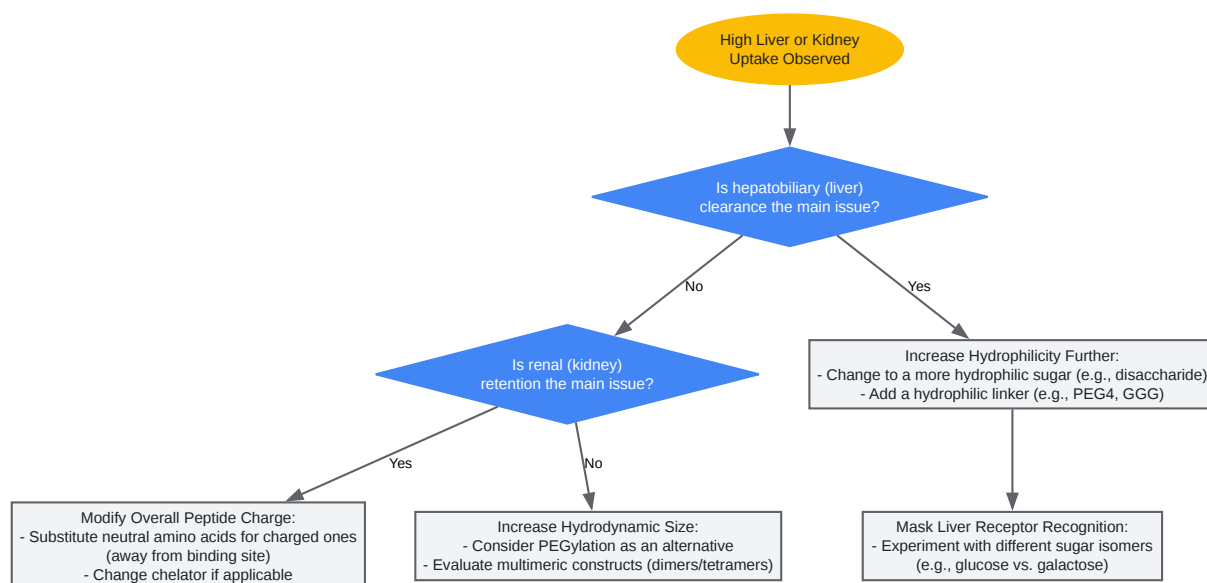 High Liver or Kidney
Uptake Observed
Is hepatobiliary (liver)
clearance the main issue?
No
Yes
Is renal (kidney)
retention the main issue?
Increase Hydrophilicity Further:
- Change to a more hydrophilic sugar (e.g., disaccharide)
- Add a hydrophilic linker (e.g., PEG4, GGG)
Yes
No
Modify Overall Peptide Charge:
- Substitute neutral amino acids for charged ones
(away from binding site)
- Change chelator if applicable
Increase Hydrodynamic Size:
- Consider PEGylation as an alternative
- Evaluate multimeric constructs (dimers/tetramers)
Mask Liver Receptor Recognition:
- Experiment with different sugar isomers
(e.g., glucose vs. galactose)